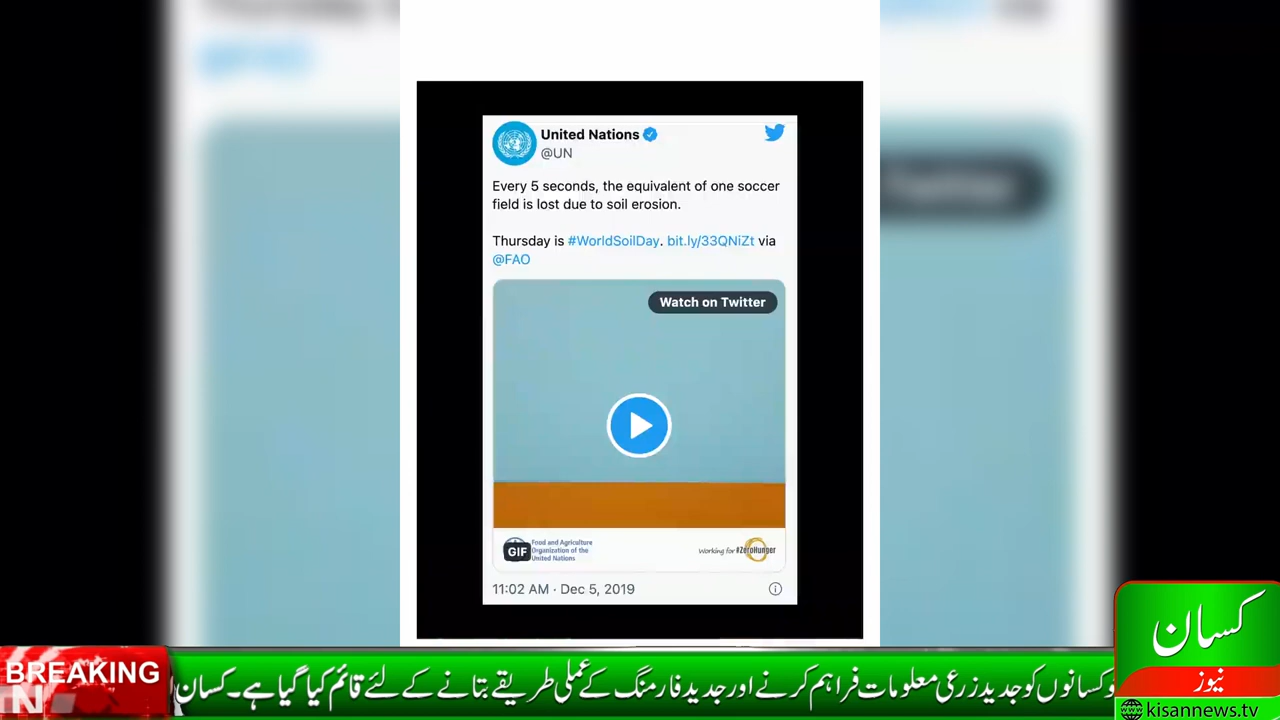 United Nations
@UN
Every 5 seconds, the equivalent of one soccer
field is lost due to soil erosion.
Thursday is #WorldSoilDay. bit.ly/33QNiZt via
@FAO
Watch on Twitter
GIF
Food and Agriculture
Organization of the
United Nations
Working for #ZeroHunger
11:02 AM · Dec 5, 2019
کسان
نیوز
kisannews.tv
BREAKING
و کسانوں کو جدید زرعی معلومات فراہم کرنے اور جدید فارمنگ کے عملی طریقے بتانے کے لئے قائم کیا گیا ہے۔ کسان